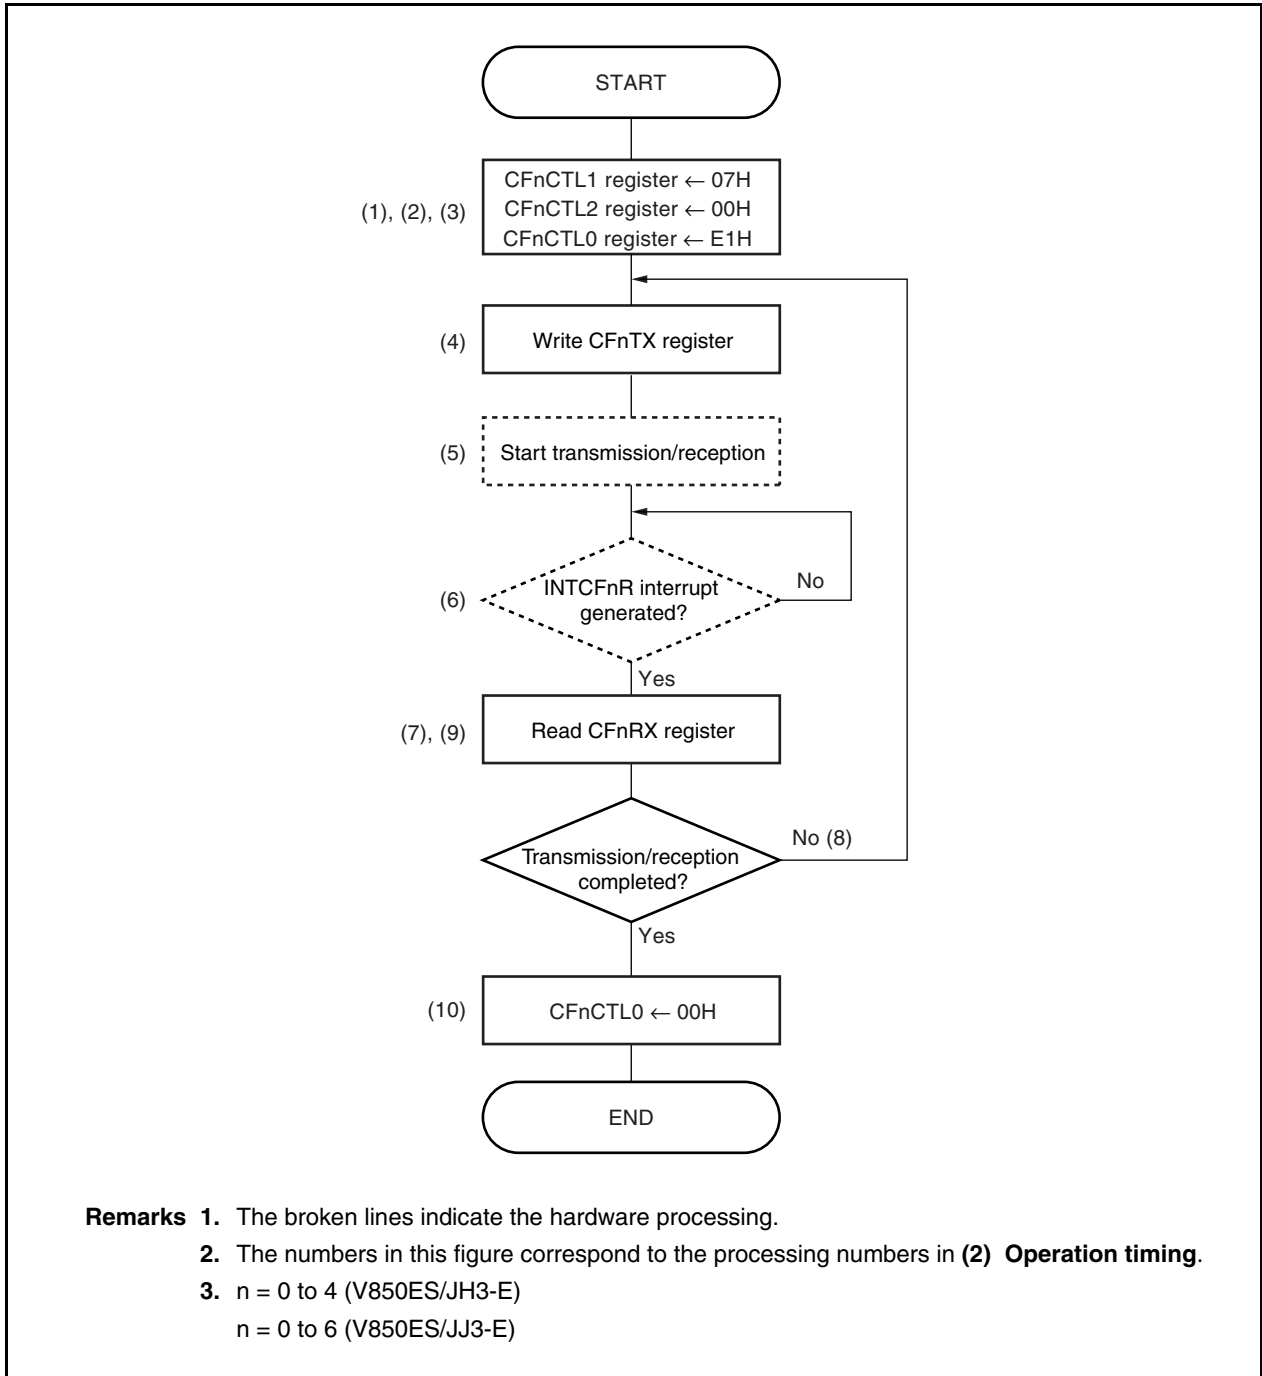 START
(1), (2), (3)
CFnCTL1 register ← 07H
CFnCTL2 register ← 00H
CFnCTL0 register ← E1H
(4)
Write CFnTX register
(5)
Start transmission/reception
(6)
INTCFnR interrupt
generated?
No
Yes
(7), (9)
Read CFnRX register
Transmission/reception
completed?
No (8)
Yes
(10)
CFnCTL0 ← 00H
END
Remarks 1. The broken lines indicate the hardware processing.
2. The numbers in this figure correspond to the processing numbers in (2) Operation timing.
3. n = 0 to 4 (V850ES/JH3-E)
n = 0 to 6 (V850ES/JJ3-E)